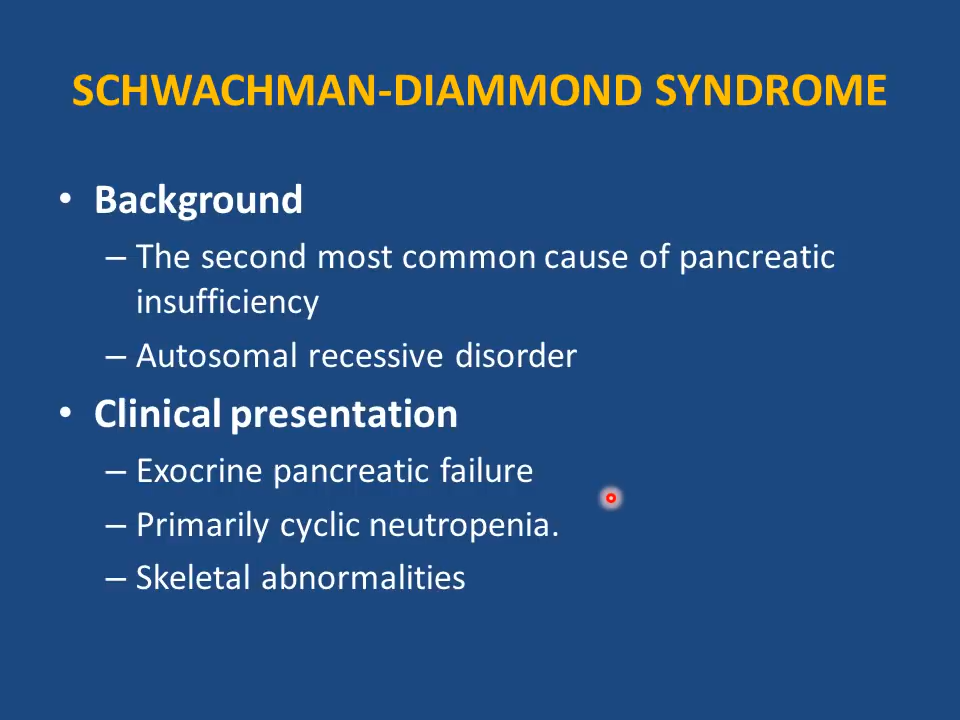 SCHWACHMAN-DIAMMOND SYNDROME
• Background
– The second most common cause of pancreatic
insufficiency
– Autosomal recessive disorder
• Clinical presentation
– Exocrine pancreatic failure
– Primarily cyclic neutropenia.
– Skeletal abnormalities